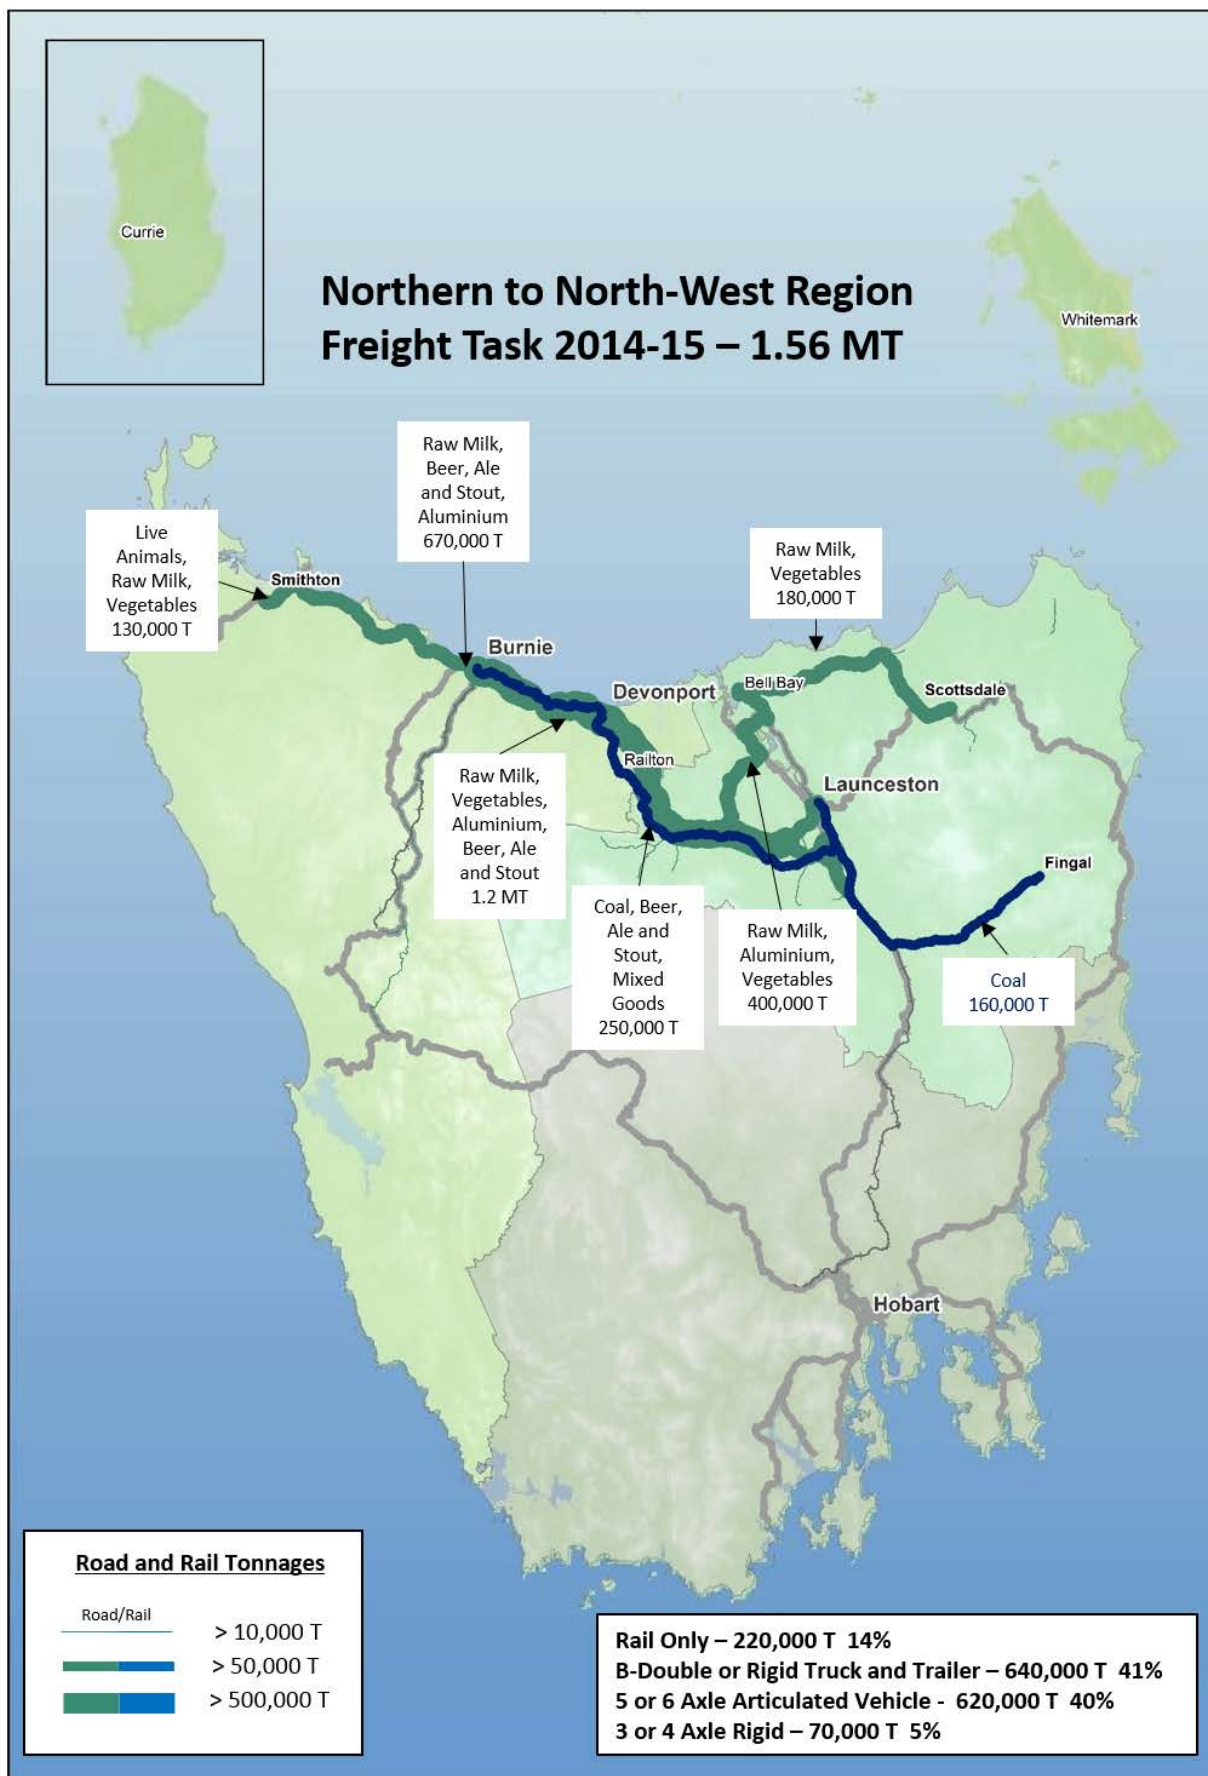 Currie
Whitemark
Northern to North-West Region
Freight Task 2014-15 – 1.56 MT
Raw Milk,
Beer, Ale
and Stout,
Aluminium
670,000 T
Live
Animals,
Raw Milk,
Vegetables
130,000 T
Raw Milk,
Vegetables
180,000 T
Smithton
Burnie
Devonport
Bell Bay
Scottsdale
Railton
Launceston
Fingal
Raw Milk,
Vegetables,
Aluminium,
Beer, Ale
and Stout
1.2 MT
Coal, Beer,
Ale and
Stout,
Mixed
Goods
250,000 T
Raw Milk,
Aluminium,
Vegetables
400,000 T
Coal
160,000 T
Hobart
Road and Rail Tonnages
Road/Rail
> 10,000 T
> 50,000 T
> 500,000 T
Rail Only – 220,000 T 14%
B-Double or Rigid Truck and Trailer – 640,000 T 41%
5 or 6 Axle Articulated Vehicle - 620,000 T 40%
3 or 4 Axle Rigid – 70,000 T 5%